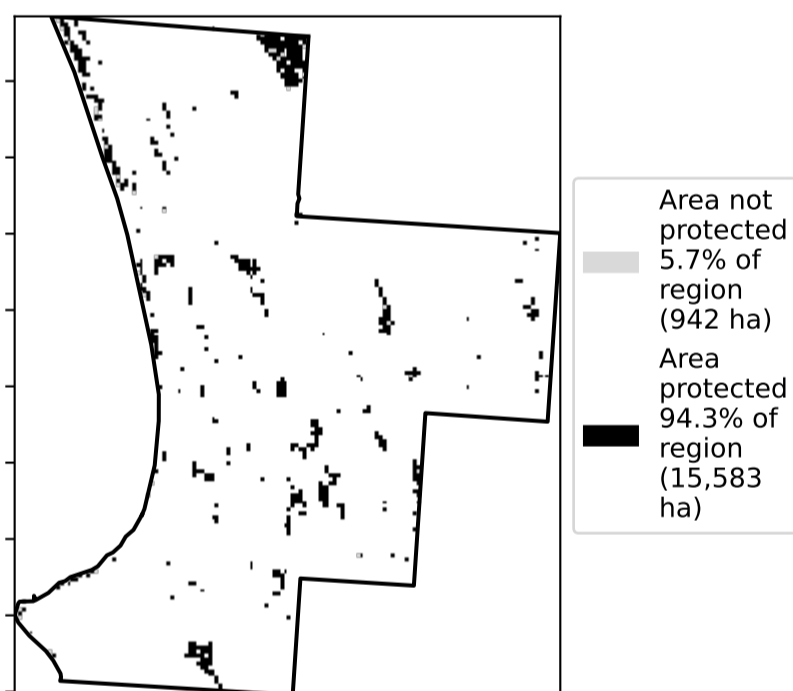 Area not
protected
5.7% of
region
(942 ha)
Area
protected
94.3% of
region
(15,583
ha)